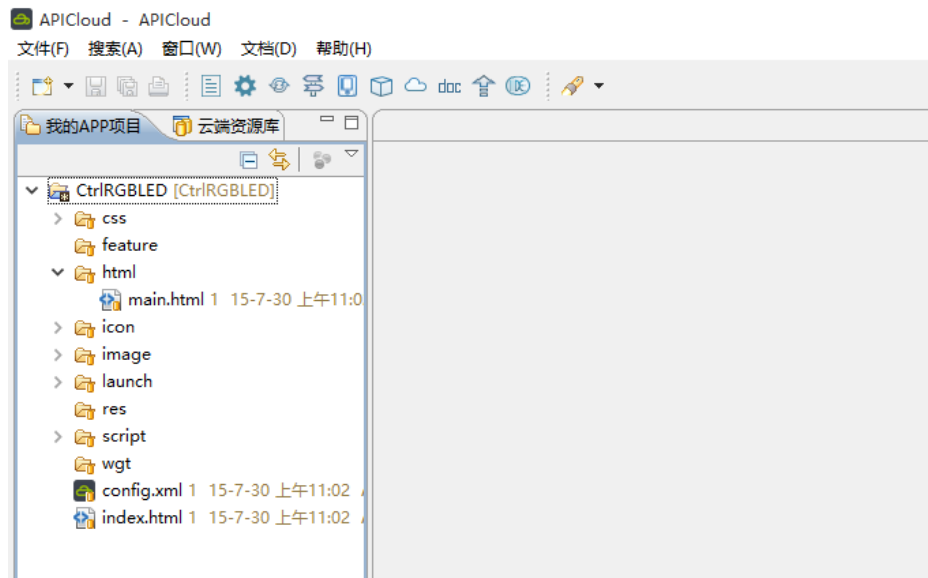 APICloud - APICloud
文件(F) 搜索(A) 窗口(W) 文档(D) 帮助(H)
doc
我的APP项目 云端资源库
CtrlRGBLED [CtrlRGBLED]
css
feature
html
main.html 1 15-7-30 上午11:0
icon
image
launch
res
script
wgt
config.xml 1 15-7-30 上午11:02
index.html 1 15-7-30 上午11:02